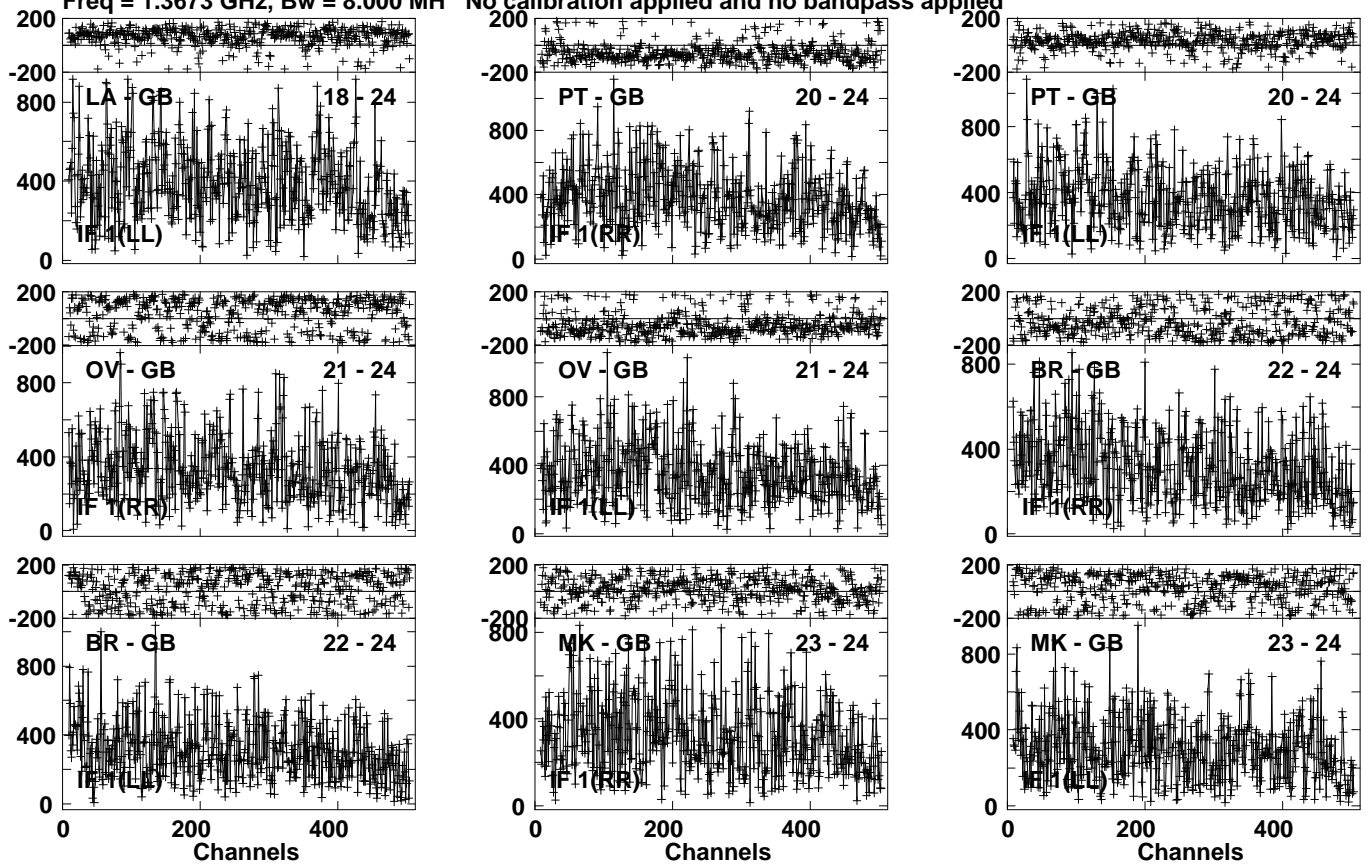 Freq = 1.3673 GHz, Bw = 8.000 MH No calibration applied and no bandpass applied
200 200 200
-200 -200 -200
LA - GB 18 - 24 PT - GB 20 - 24 PT - GB 20 - 24
800 800 800
400 400 400
IF 1(LL) IF 1(RR) IF 1(LL)
0 0 0
200 200 200
-200 -200 -200
OV - GB 21 - 24 OV - GB 21 - 24 BR - GB 22 - 24
800 800 800
400 400 400
IF 1(RR) IF 1(LL) IF 1(RR)
0 0 0
200 200 200
-200 -200 -200
BR - GB 22 - 24 MK - GB 23 - 24 MK - GB 23 - 24
800 800 800
400 400 400
IF 1(LL) IF 1(RR) IF 1(LL)
0 0 0
0 200 400 0 200 400 0 200 400
Channels Channels Channels